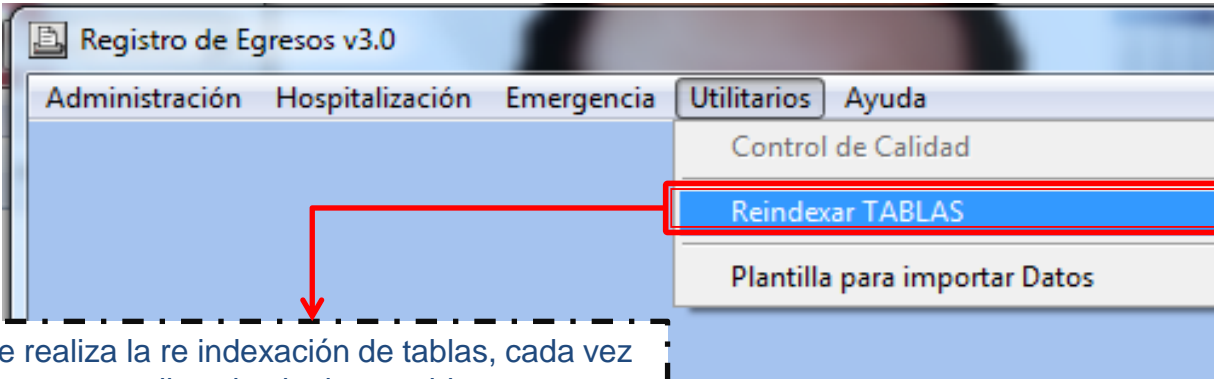 Registro de Egresos v3.0
Administración Hospitalización Emergencia Utilitarios Ayuda
Control de Calidad
Reindexar TABLAS
Plantilla para importar Datos
e realiza la re indexación de tablas, cada vez